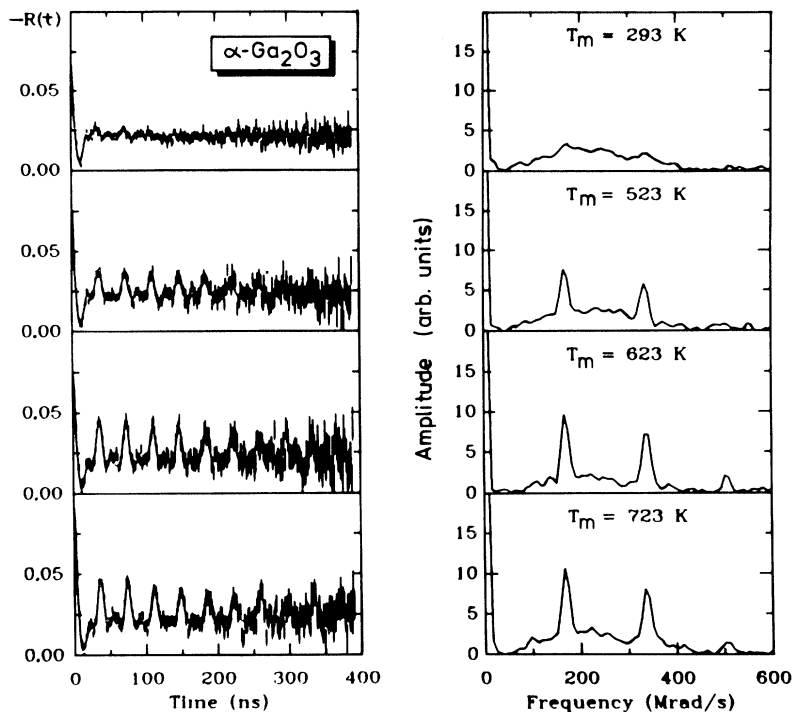 −R(t)
α-Ga₂O₃
0.05
0.00
0.05
0.00
0.05
0.00
0.05
0.00
0 100 200 300 400
Time (ns)
Amplitude (arb. units)
Tₘ = 293 K
15
10
5
0
Tₘ = 523 K
15
10
5
0
Tₘ = 623 K
15
10
5
0
Tₘ = 723 K
15
10
5
0
0 200 400 600
Frequency (Mrad/s)